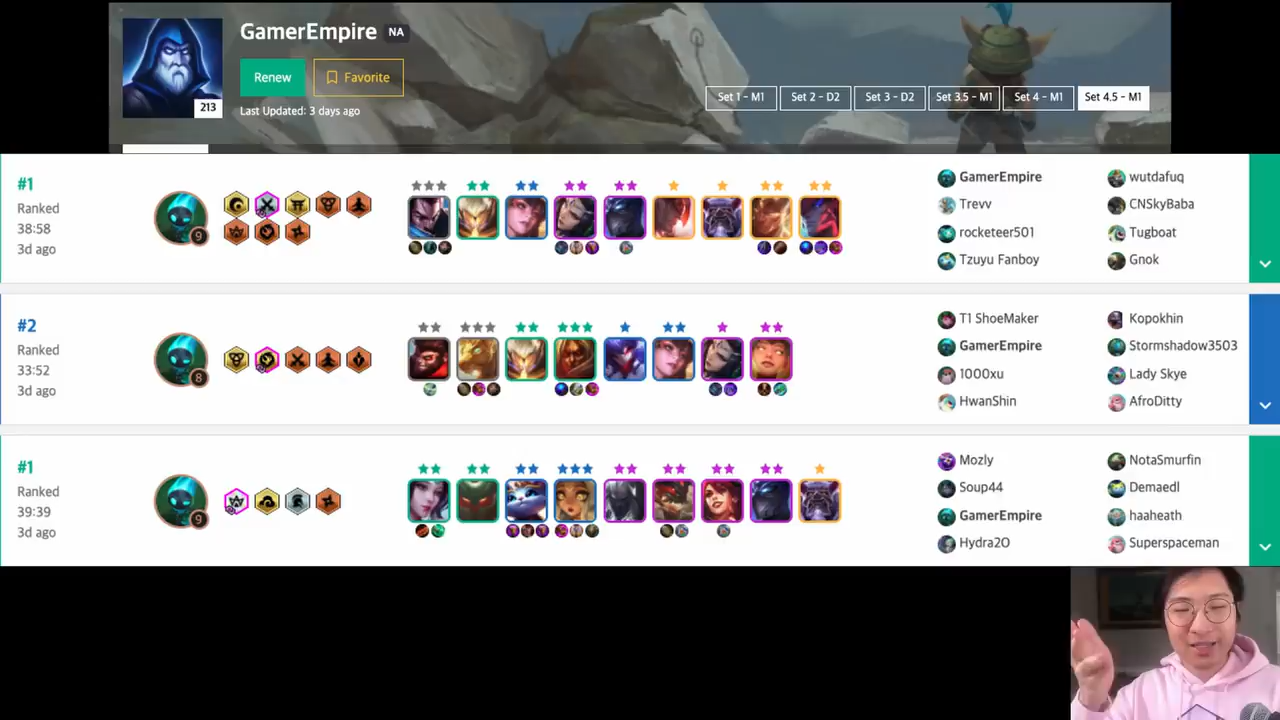 GamerEmpire NA
Renew
Favorite
213
Last Updated: 3 days ago
Set 1 - M1
Set 2 - D2
Set 3 - D2
Set 3.5 - M1
Set 4 - M1
Set 4.5 - M1
#1
Ranked
38:58
3d ago
9
GamerEmpire
wutdafuq
Trevv
CNSkyBaba
rocketeer501
Tugboat
Tzuyu Fanboy
Gnok
#2
Ranked
33:52
3d ago
8
T1 ShoeMaker
Kopokhin
GamerEmpire
Stormshadow3503
1000xu
Lady Skye
HwanShin
AfroDitty
#1
Ranked
39:39
3d ago
9
Mozly
NotaSmurfin
Soup44
Demaedl
GamerEmpire
haaheath
Hydra2O
Superspaceman